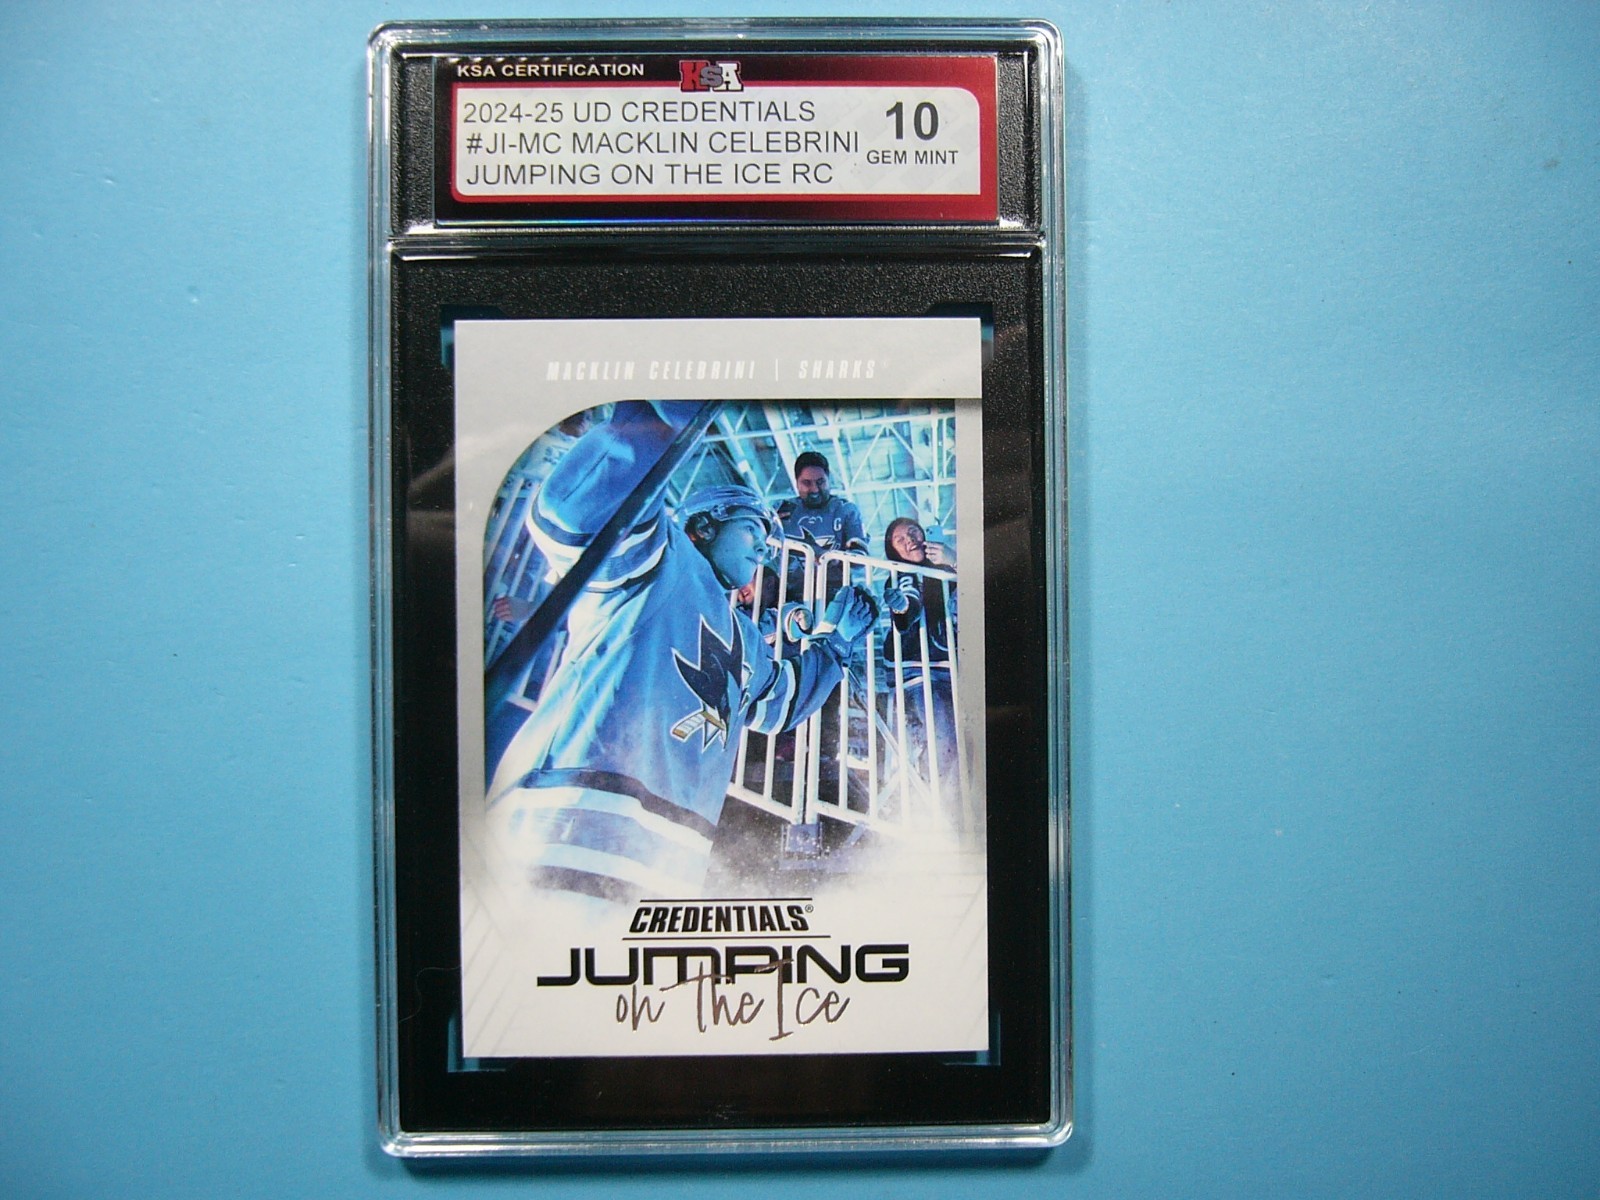 KSA CERTIFICATION KSA
2024-25 UD CREDENTIALS
#JI-MC MACKLIN CELEBRINI
JUMPING ON THE ICE RC
10
GEM MINT
MACKLIN CELEBRINI | SHARKS
C
CREDENTIALS®
JUMPING
on The Ice